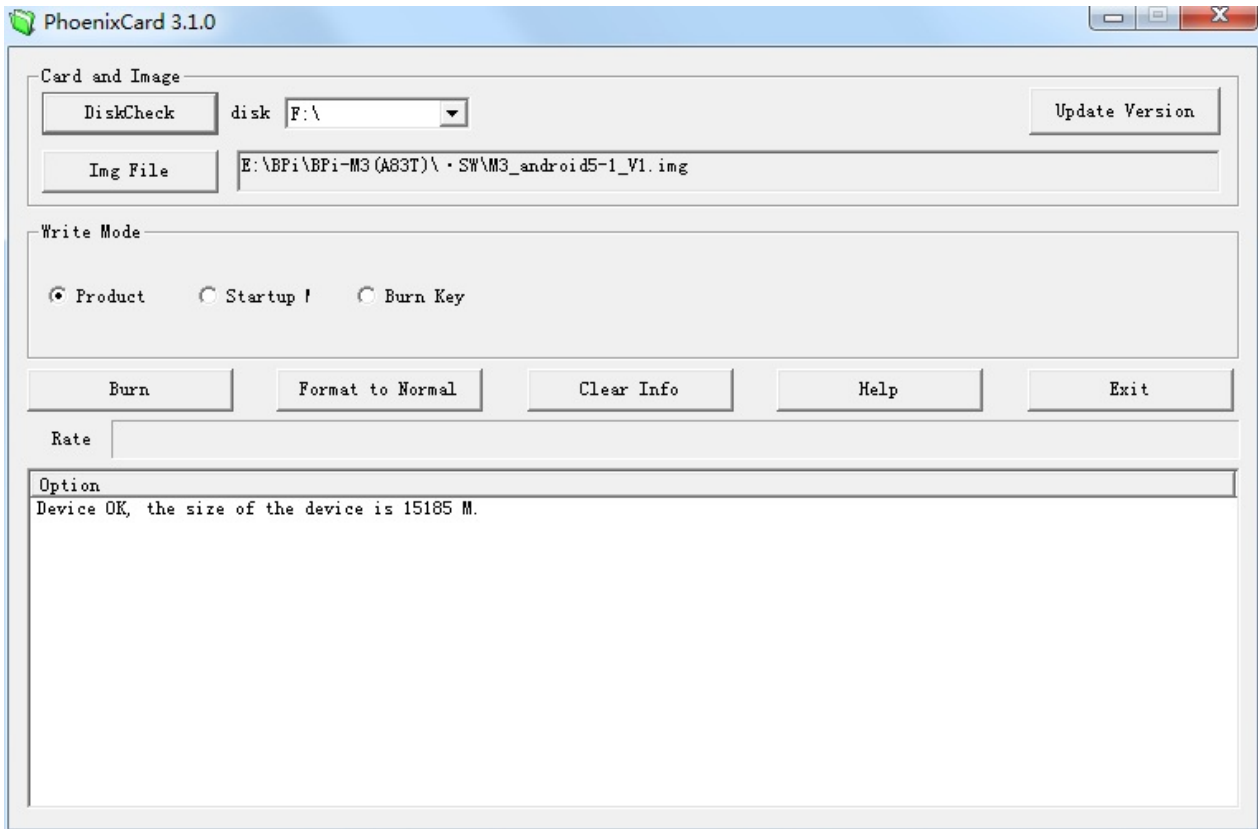 PhoenixCard 3.1.0
Card and Image
DiskCheck disk F:\ Update Version
Img File E:\BPi\BPi-M3(A83T)\·SW\M3_android5-1_V1.img
Write Mode
Product Startup Burn Key
Burn Format to Normal Clear Info Help Exit
Rate
Option
Device OK, the size of the device is 15185 M.